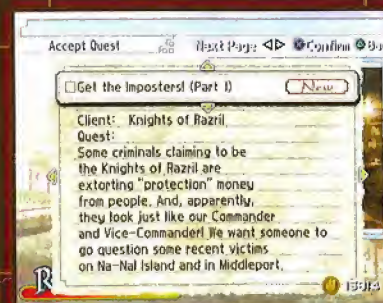 Accept Quest
Next Page ◁▷ Confirm
□Get the Imposters! (Part 1) New
Client: Knights of Razril
Quest:
Some criminals claiming to be
the Knights of Razril are
extorting "protection" money
from people. And, apparently,
they look just like our Commander
and Vice-Commander! We want someone to
go question some recent victims
on Na-Nal Island and in Middleport.
R